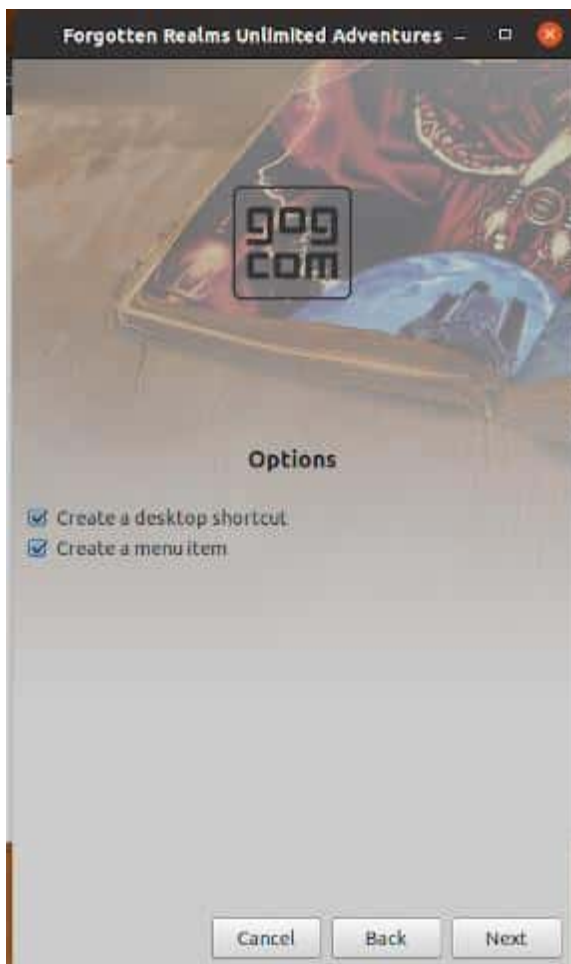 Forgotten Realms Unlimited Adventures
gog
com
Options
Create a desktop shortcut
Create a menu item
Cancel Back Next